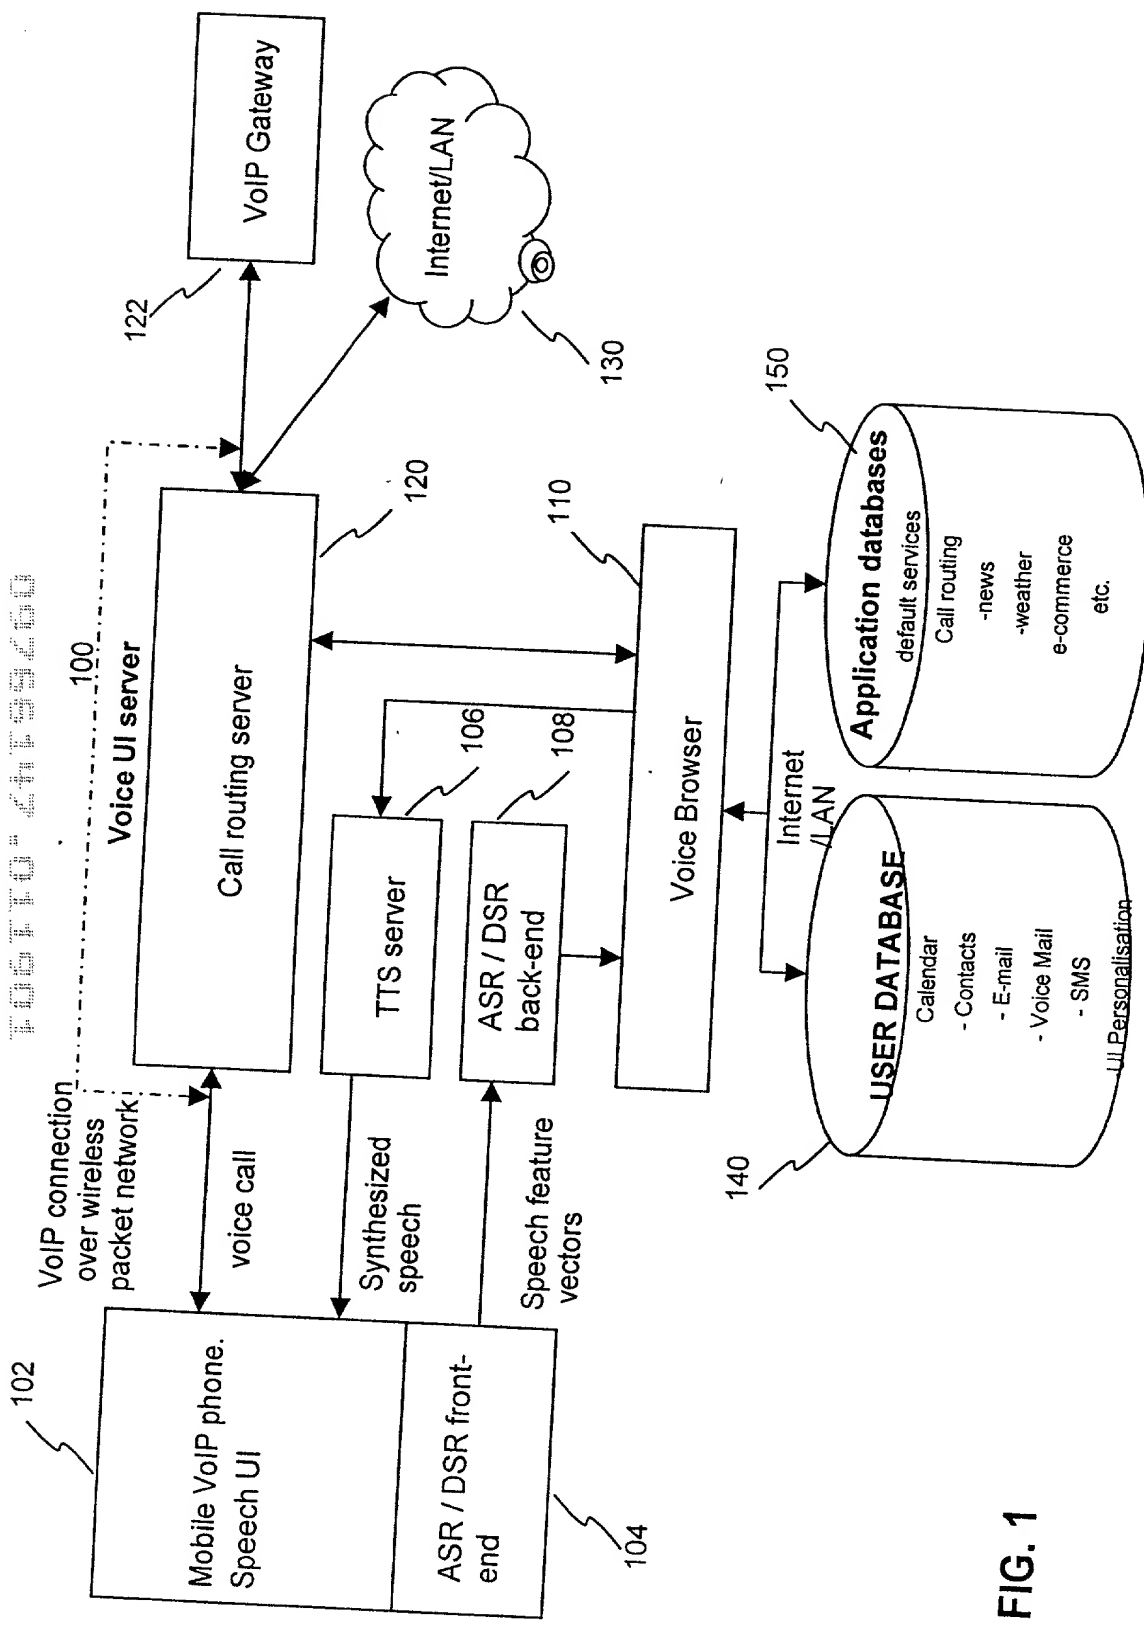 VoIP connection
over wireless
packet network
100
Voice UI server
122
VoIP Gateway
102
Mobile VoIP phone.
Speech UI
voice call
Call routing server
120
Internet/LAN
130
Synthesized
speech
TTS server
106
ASR / DSR front-
end
104
Speech feature
vectors
ASR / DSR
back-end
108
Voice Browser
110
Internet
/LAN
140
USER DATABASE
Calendar
- Contacts
- E-mail
- Voice Mail
- SMS
UI Personalisation
150
Application databases
default services
Call routing
-news
-weather
e-commerce
etc.
FIG. 1